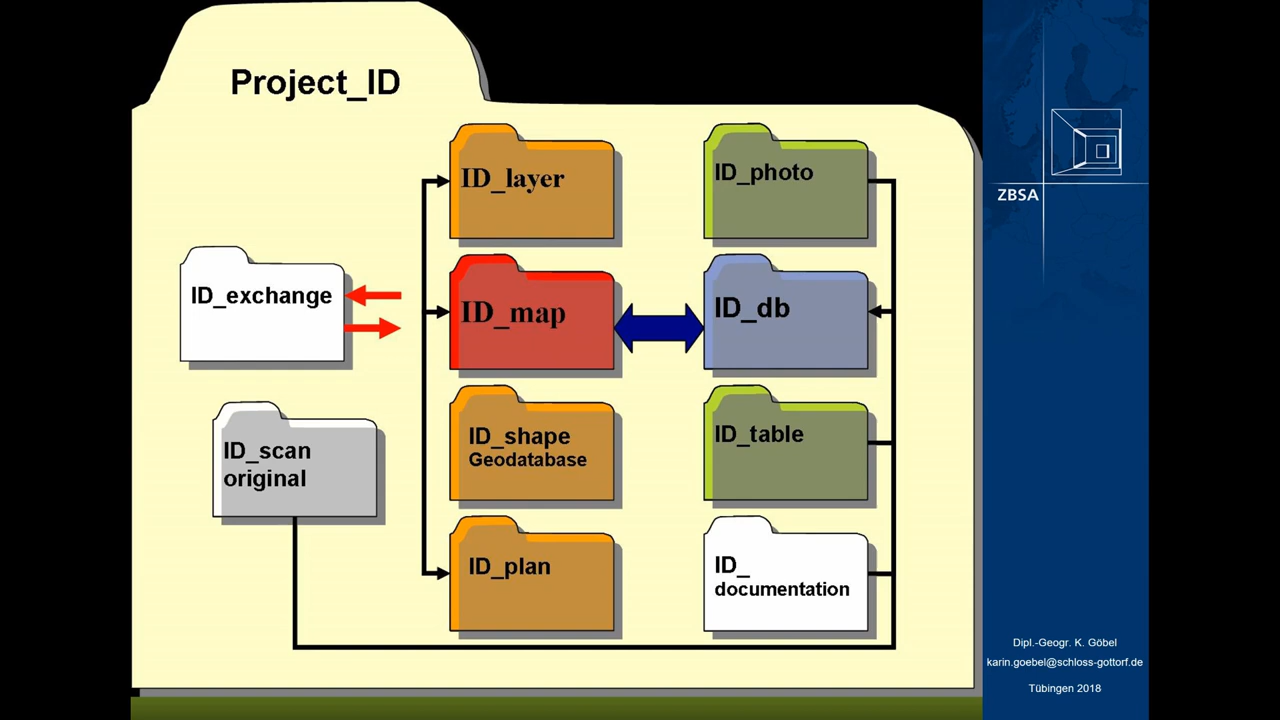 Project_ID
ID_layer
ID_photo
ID_exchange
ID_map
ID_db
ID_scan
original
ID_shape
Geodatabase
ID_table
ID_plan
ID_
documentation
ZBSA
Dipl.-Geogr. K. Göbel
karin.goebel@schloss-gottorf.de
Tübingen 2018